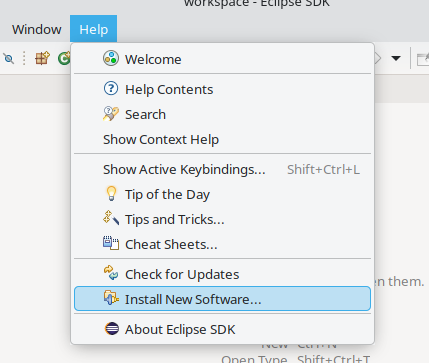 workspace - Eclipse SDK
Window Help
Welcome
Help Contents
Search
Show Context Help
Show Active Keybindings... Shift+Ctrl+L
Tip of the Day
Tips and Tricks...
Cheat Sheets...
Check for Updates
en them.
Install New Software...
About Eclipse SDK
New Ctrl+N
Open Type Shift+Ctrl+T